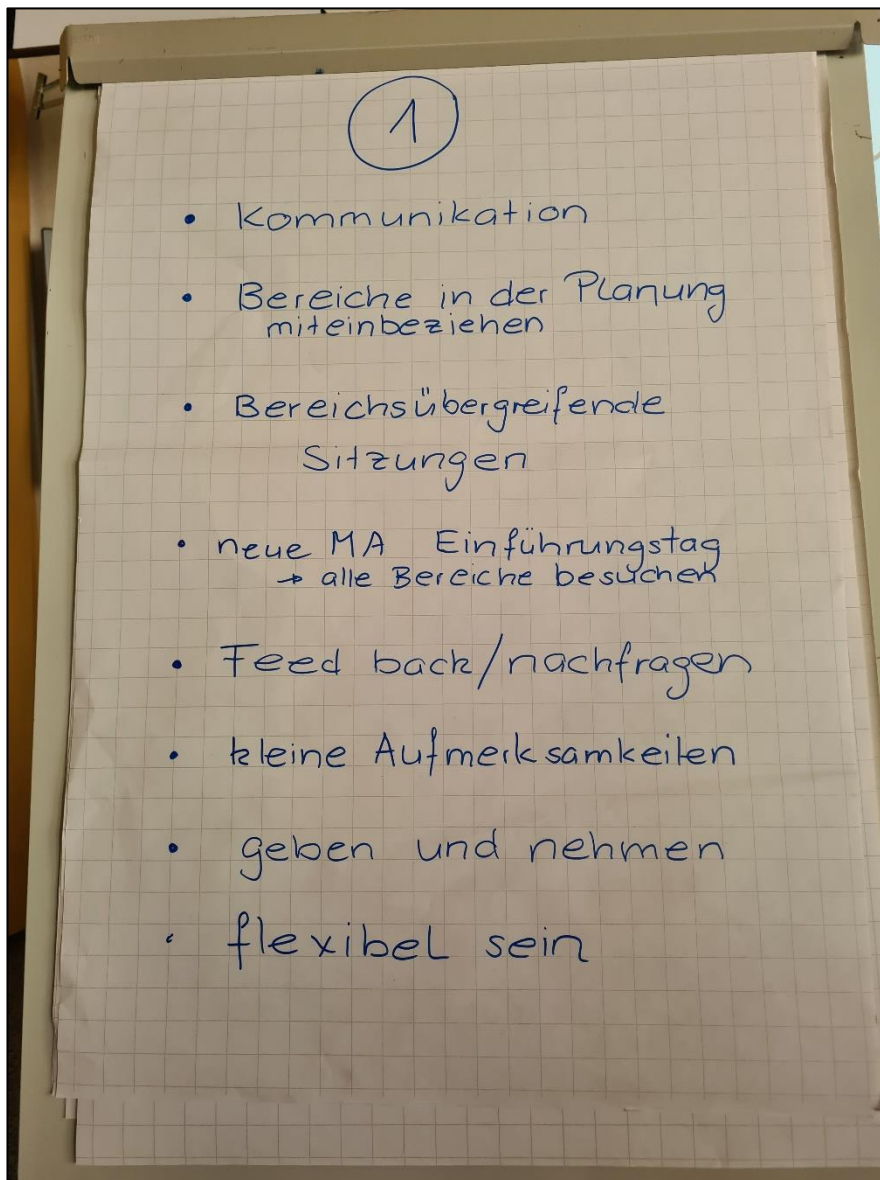 1
• Kommunikation
• Bereiche in der Planung
miteinbeziehen
• Bereichsübergreifende
Sitzungen
• neue MA Einführungstag
→ alle Bereiche besuchen
• Feed back/nachfragen
• kleine Aufmerksamkeiten
• geben und nehmen
• flexibel sein